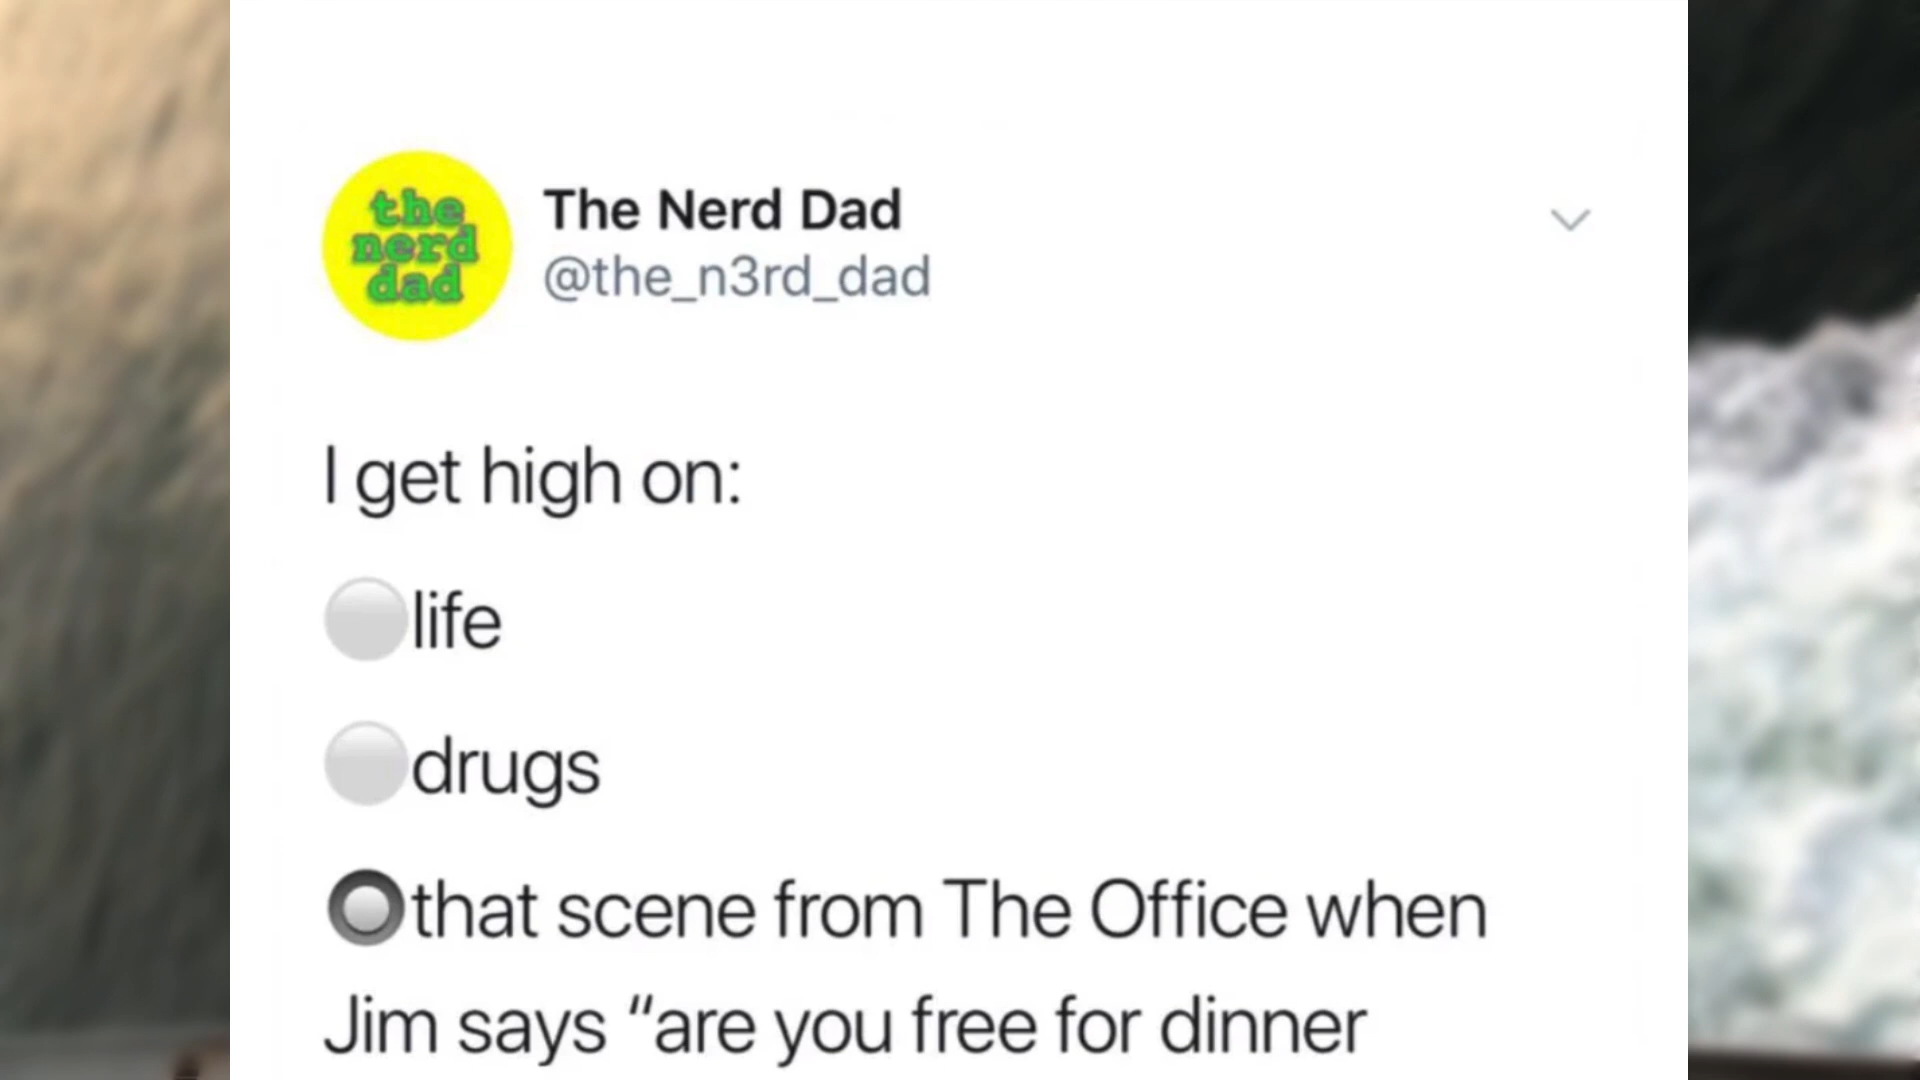 the
nerd
dad
The Nerd Dad
@the_n3rd_dad
I get high on:
life
drugs
that scene from The Office when
Jim says “are you free for dinner